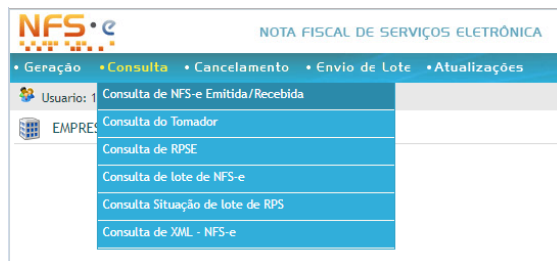 NFS-e NOTA FISCAL DE SERVIÇOS ELETRÔNICA
• Geração • Consulta • Cancelamento • Envio de Lote • Atualizações
Usuario: 1
Consulta de NFS-e Emitida/Recebida
EMPRES
Consulta do Tomador
Consulta de RPSE
Consulta de lote de NFS-e
Consulta Situação de lote de RPS
Consulta de XML - NFS-e